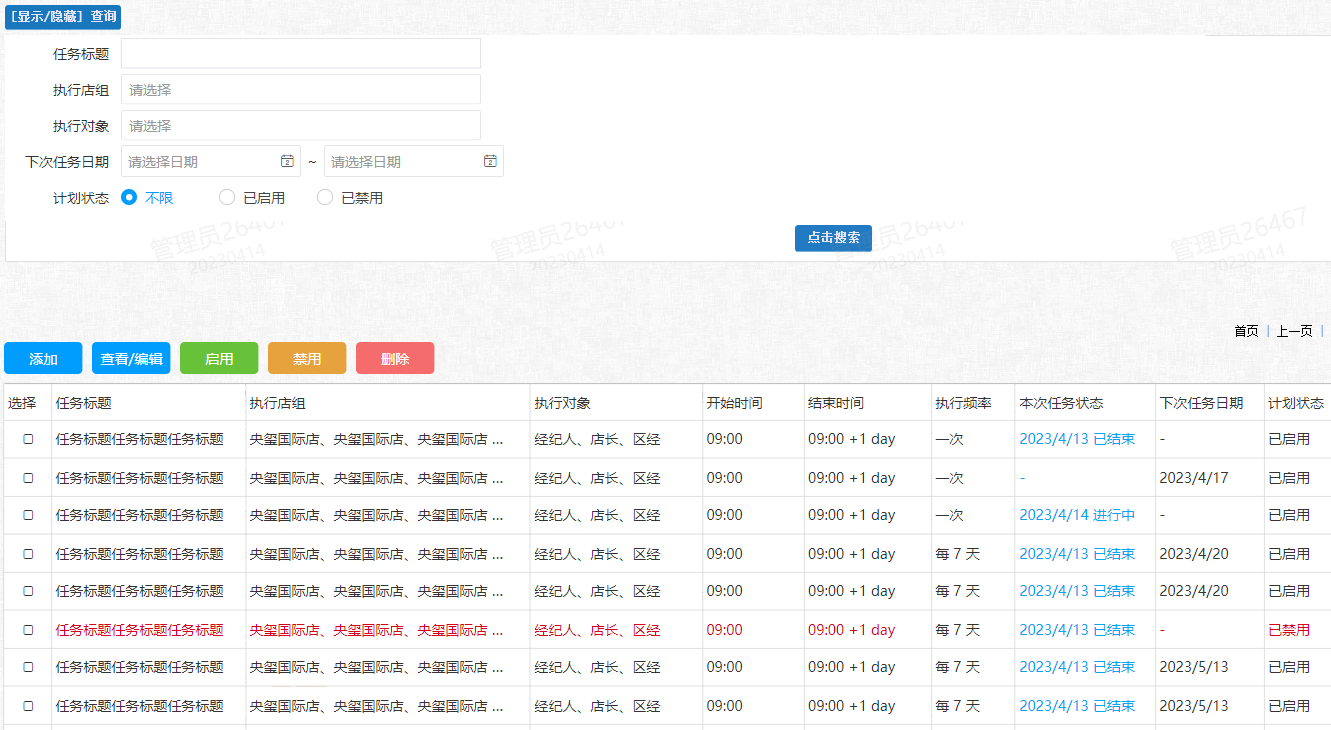 [显示/隐藏] 查询
任务标题
执行店组 请选择
执行对象 请选择
下次任务日期 请选择日期 ~ 请选择日期
计划状态 不限 已启用 已禁用
管理员26467 管理员26467 管理员26467 管理员26467
20230414 20230414 20230414 20230414
点击搜索
首页 | 上一页 |
添加 查看/编辑 启用 禁用 删除
选择 任务标题 执行店组 执行对象 开始时间 结束时间 执行频率 本次任务状态 下次任务日期 计划状态
任务标题任务标题任务标题 央玺国际店、央玺国际店、央玺国际店 ... 经纪人、店长、区经 09:00 09:00 +1 day 一次 2023/4/13 已结束 - 已启用
任务标题任务标题任务标题 央玺国际店、央玺国际店、央玺国际店 ... 经纪人、店长、区经 09:00 09:00 +1 day 一次 - 2023/4/17 已启用
任务标题任务标题任务标题 央玺国际店、央玺国际店、央玺国际店 ... 经纪人、店长、区经 09:00 09:00 +1 day 一次 2023/4/14 进行中 - 已启用
任务标题任务标题任务标题 央玺国际店、央玺国际店、央玺国际店 ... 经纪人、店长、区经 09:00 09:00 +1 day 每 7 天 2023/4/13 已结束 2023/4/20 已启用
任务标题任务标题任务标题 央玺国际店、央玺国际店、央玺国际店 ... 经纪人、店长、区经 09:00 09:00 +1 day 每 7 天 2023/4/13 已结束 2023/4/20 已启用
任务标题任务标题任务标题 央玺国际店、央玺国际店、央玺国际店 ... 经纪人、店长、区经 09:00 09:00 +1 day 每 7 天 2023/4/13 已结束 - 已禁用
任务标题任务标题任务标题 央玺国际店、央玺国际店、央玺国际店 ... 经纪人、店长、区经 09:00 09:00 +1 day 每 7 天 2023/4/13 已结束 2023/5/13 已启用
任务标题任务标题任务标题 央玺国际店、央玺国际店、央玺国际店 ... 经纪人、店长、区经 09:00 09:00 +1 day 每 7 天 2023/4/13 已结束 2023/5/13 已启用